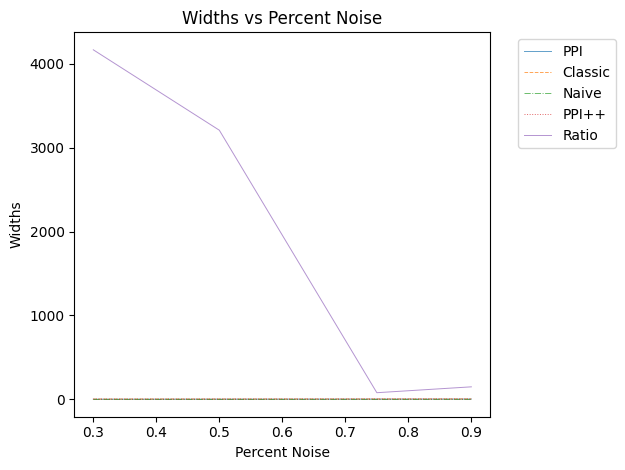 Widths vs Percent Noise
PPI
Classic
Naive
PPI++
Ratio
Widths
4000
3000
2000
1000
0
0.3 0.4 0.5 0.6 0.7 0.8 0.9
Percent Noise